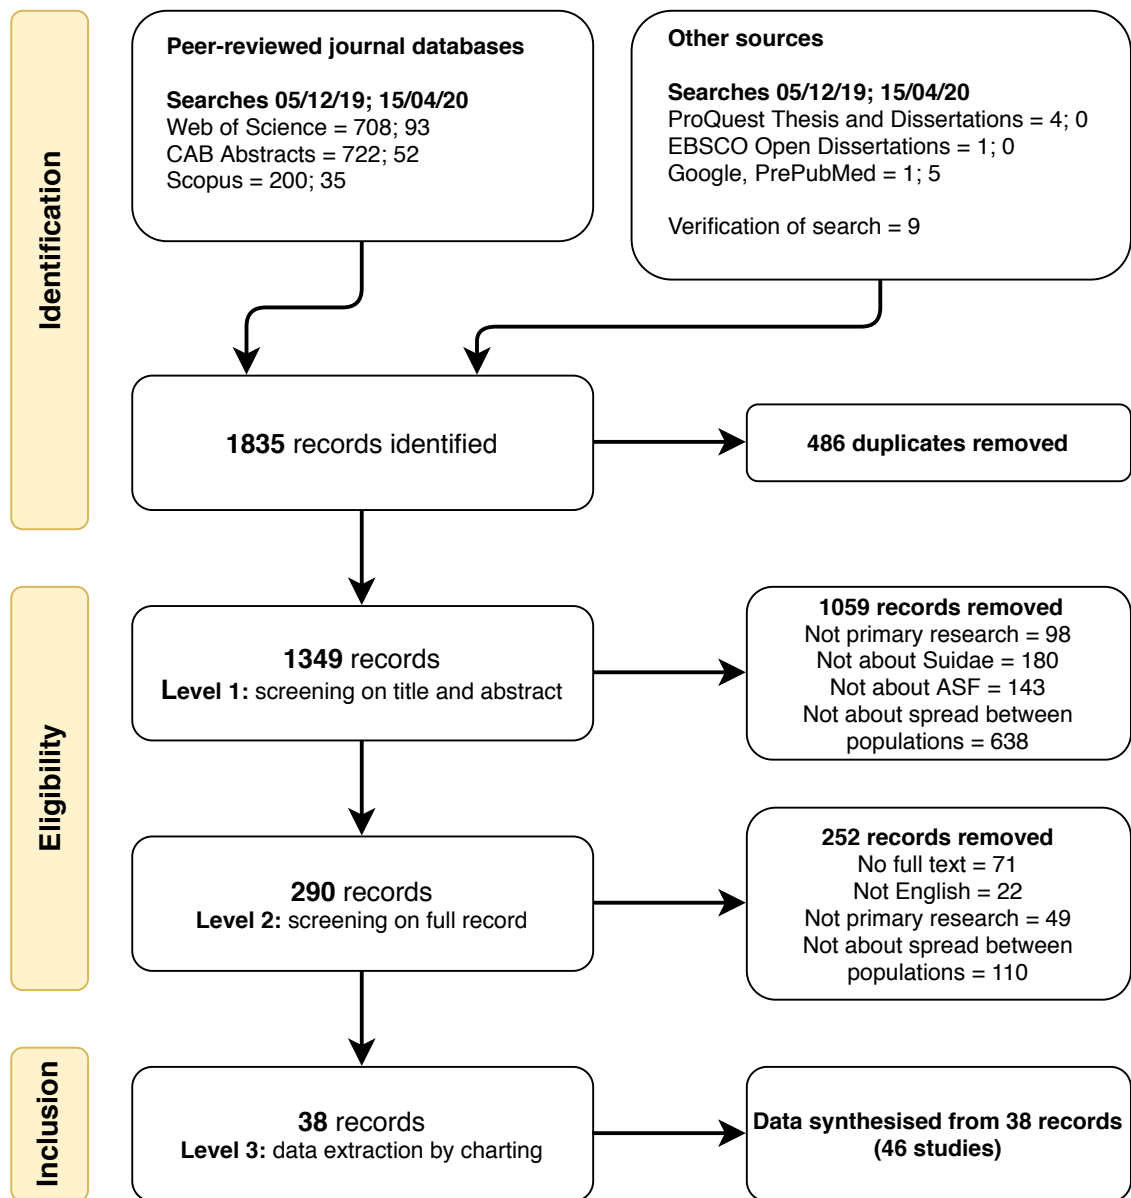 Identification
Peer-reviewed journal databases
Searches 05/12/19; 15/04/20
Web of Science = 708; 93
CAB Abstracts = 722; 52
Scopus = 200; 35
Other sources
Searches 05/12/19; 15/04/20
ProQuest Thesis and Dissertations = 4; 0
EBSCO Open Dissertations = 1; 0
Google, PrePubMed = 1; 5
Verification of search = 9
1835 records identified
486 duplicates removed
Eligibility
1349 records
Level 1: screening on title and abstract
1059 records removed
Not primary research = 98
Not about Suidae = 180
Not about ASF = 143
Not about spread between
populations = 638
290 records
Level 2: screening on full record
252 records removed
No full text = 71
Not English = 22
Not primary research = 49
Not about spread between
populations = 110
Inclusion
38 records
Level 3: data extraction by charting
Data synthesised from 38 records
(46 studies)